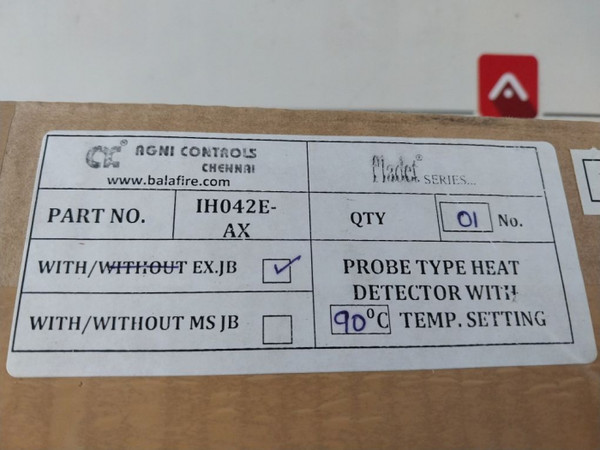 AGNI CONTROLS
CHENNAI
www.balafire.com
SERIES...
PART NO.
IH042E-
AX
QTY
01 No.
WITH/WITHOUT EX.JB
PROBE TYPE HEAT
DETECTOR WITH
90°C TEMP. SETTING
WITH/WITHOUT MS JB